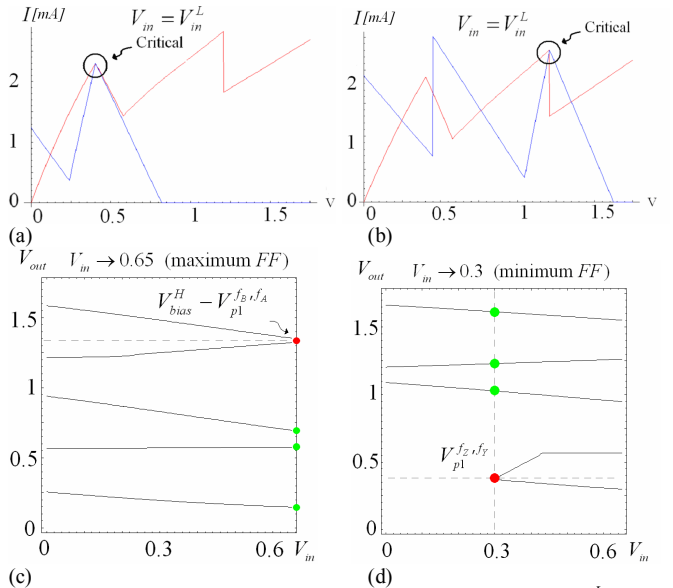 I [mA]
V_in = V_in^L
Critical
2
1
0
0
0.5
1
1.5
V
(a)
V_in = V_in^L
I [mA]
Critical
2
1
0
0
0.5
1
1.5
V
(b)
V_out
V_in → 0.65 (maximum FF)
V_bias^H − V_p1^{f_B, f_A}
1.5
1
0.5
0
0
0.3
0.6
V_in
(c)
V_out
V_in → 0.3 (minimum FF)
V_p1^{f_Z, f_Y}
1.5
1
0.5
0
0
0.3
0.6
V_in
(d)